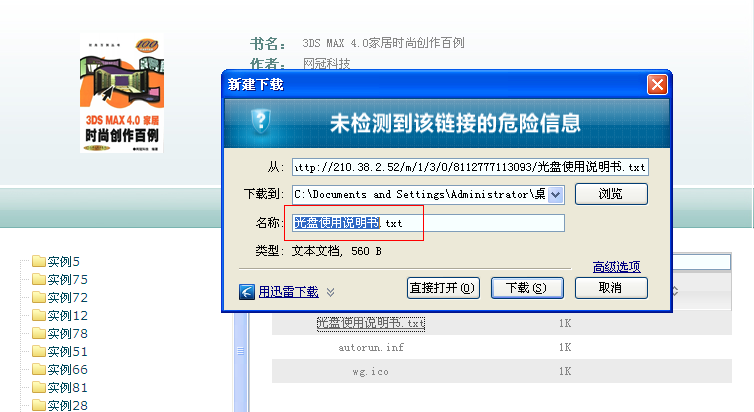 书名： 3DS MAX 4.0家居时尚创作百例
作者： 网冠科技
100
3DS MAX 4.0 家居
时尚创作百例
新建下载
未检测到该链接的危险信息
从: ttp://210.38.2.52/m/1/3/0/8112777113093/光盘使用说明书.txt
下载到: C:\Documents and Settings\Administrator\桌 浏览
名称: 光盘使用说明书.txt
类型: 文本文档, 560 B
高级选项
用迅雷下载 直接打开(O) 下载(S) 取消
实例5
实例75
实例72
实例12
实例78
实例51
实例66
实例81
实例28
光盘使用说明书.txt 1K
autorun.inf 1K
wg.ico 1K